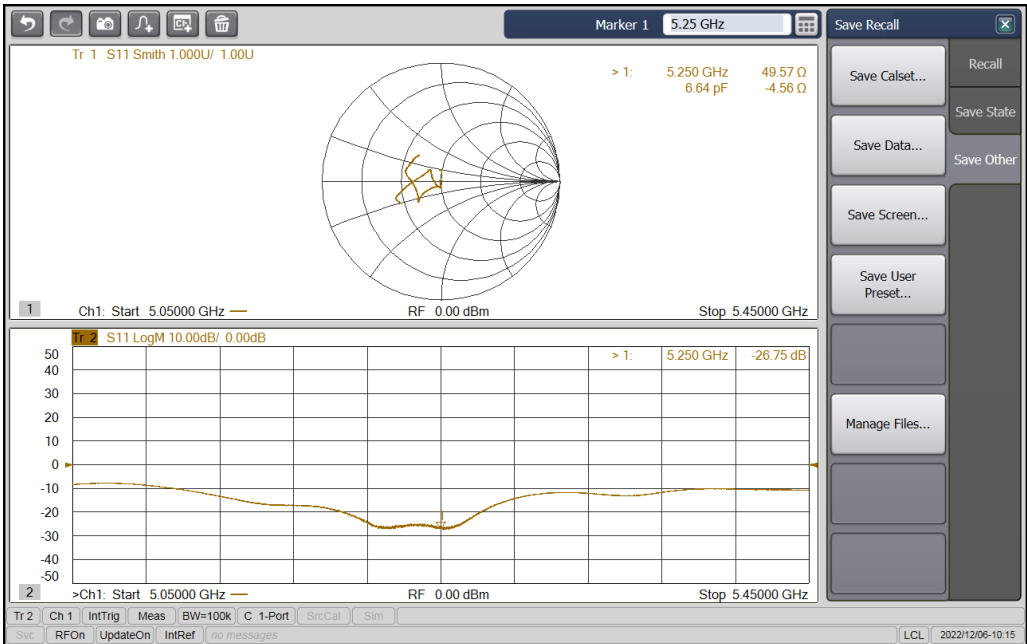 Marker 1 5.25 GHz
Save Recall
Tr 1 S11 Smith 1.000U/ 1.00U
> 1: 5.250 GHz 49.57 Ω
6.64 pF -4.56 Ω
1
Ch1: Start 5.05000 GHz
RF 0.00 dBm
Stop 5.45000 GHz
Tr 2 S11 LogM 10.00dB/ 0.00dB
> 1: 5.250 GHz -26.75 dB
50
40
30
20
10
0
-10
-20
-30
-40
-50
2
>Ch1: Start 5.05000 GHz
RF 0.00 dBm
Stop 5.45000 GHz
Save Calset...
Save Data...
Save Screen...
Save User
Preset...
Manage Files...
Recall
Save State
Save Other
Tr 2 Ch 1 IntTrig Meas BW=100k C 1-Port SrcCal Sim
Svc RFOn UpdateOn IntRef no messages LCL 2022/12/06-10:15